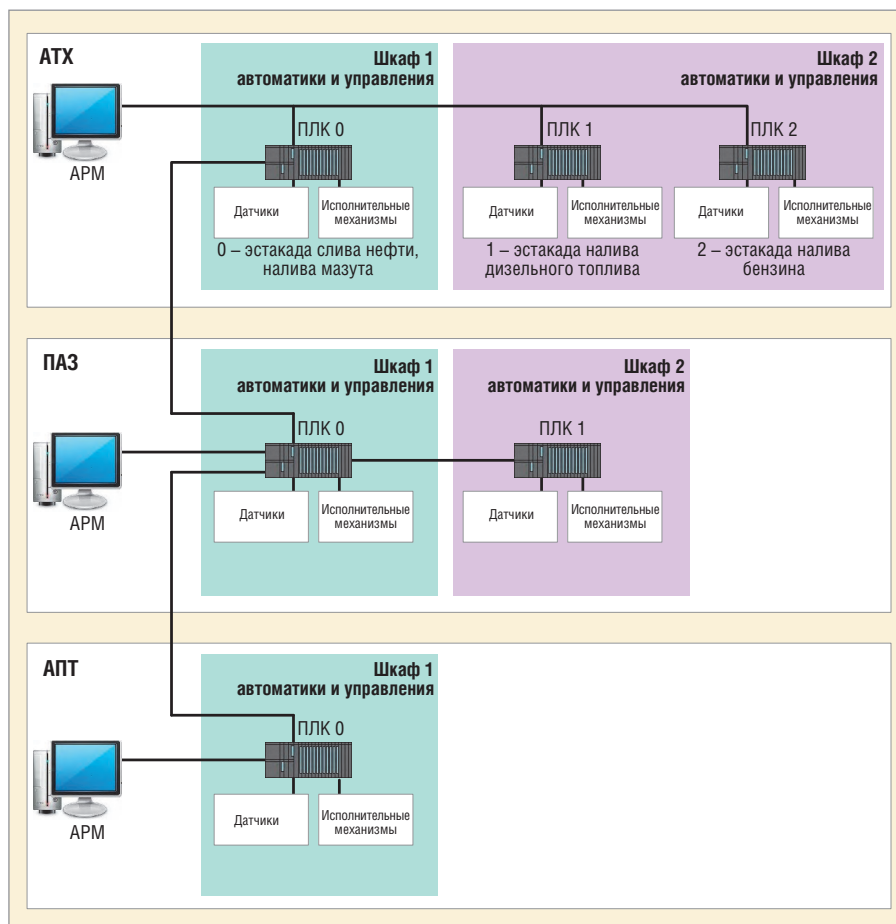 АТХ
АРМ
Шкаф 1
автоматики и управления
ПЛК 0
Датчики
Исполнительные
механизмы
0 – эстакада слива нефти,
налива мазута
Шкаф 2
автоматики и управления
ПЛК 1
Датчики
Исполнительные
механизмы
1 – эстакада налива
дизельного топлива
ПЛК 2
Датчики
Исполнительные
механизмы
2 – эстакада налива
бензина
ПАЗ
АРМ
Шкаф 1
автоматики и управления
ПЛК 0
Датчики
Исполнительные
механизмы
Шкаф 2
автоматики и управления
ПЛК 1
Датчики
Исполнительные
механизмы
АПТ
АРМ
Шкаф 1
автоматики и управления
ПЛК 0
Датчики
Исполнительные
механизмы